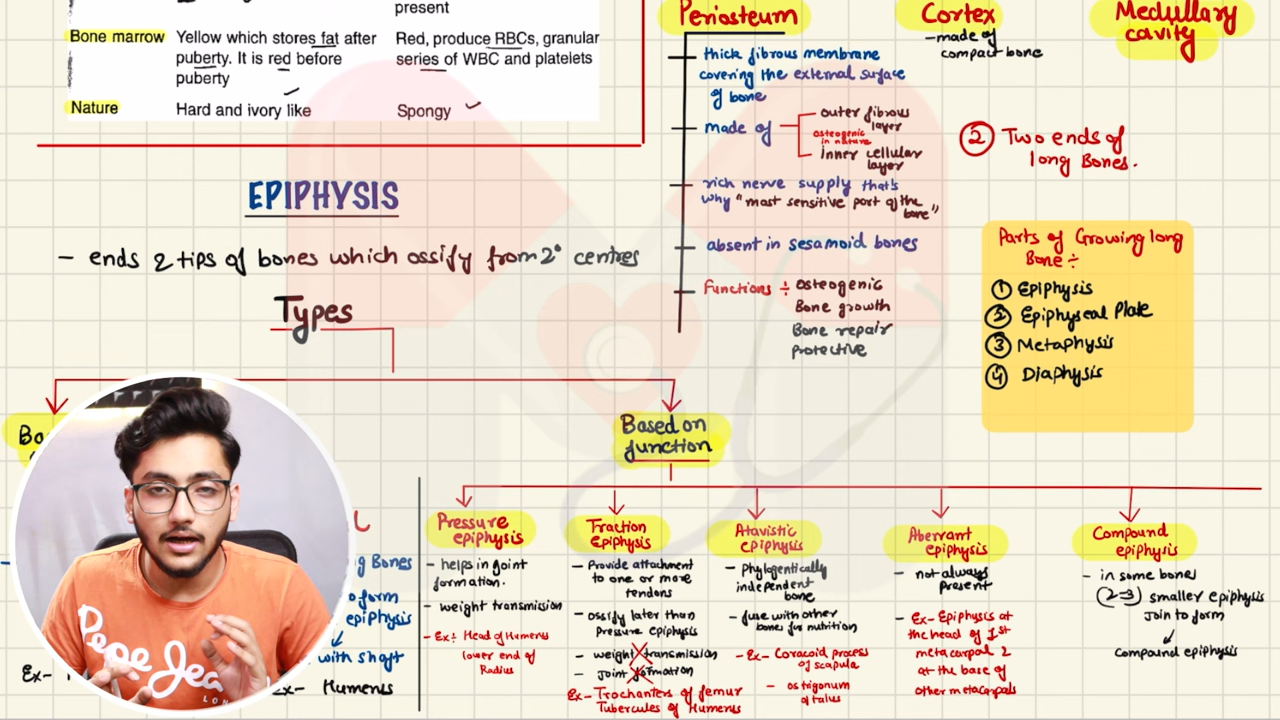 present
Bone marrow
Yellow which stores fat after
puberty. It is red before
puberty
Red, produce RBCs, granular
series of WBC and platelets
Nature
Hard and ivory like
Spongy
Periosteum
thick fibrous membrane
covering the external surface
of bone
made of
outer fibrous
layer
osteogenic
in nature
inner cellular
layer
rich nerve supply that's
why "most sensitive part of the
bone"
absent in sesamoid bones
Functions ÷ osteogenic
Bone growth
Bone repair
protective
Cortex
- made of
compact bone
Medullary
cavity
2 Two ends of
long Bones.
Parts of Growing long
Bone ÷
1 Epiphysis
2 Epiphyseal Plate
3 Metaphysis
4 Diaphysis
EPIPHYSIS
- ends & tips of bones which ossify from 2° centres
Types
Based on
function
g Bones
o form
epiphysis
with shaft
Ex-
Ex- Humerus
Pepe Jea
LON
Pressure
epiphysis
- helps in joint
formation.
- weight transmission
- Ex÷ Head of Humerus
lower end of
Radius
Traction
Epiphysis
- Provide attachment
to one or more
tendons
- ossify later than
Pressure epiphysis
- weight transmission
- Joint formation
Ex- Trochanters of femur
Tubercules of Humerus
Atavistic
epiphysis
- Phylogentically
independent
bone
- fuse with other
bones for nutrition
- Ex- Coracoid process
of scapula
- os trigonum
of talus
Aberrant
epiphysis
- not always
Present
- Ex- Epiphysis at
the head of 1st
metacarpal &
at the base of
other metacarpals
Compound
epiphysis
- in some bones
(2-3) smaller epiphysis
Join to form
compound epiphysis